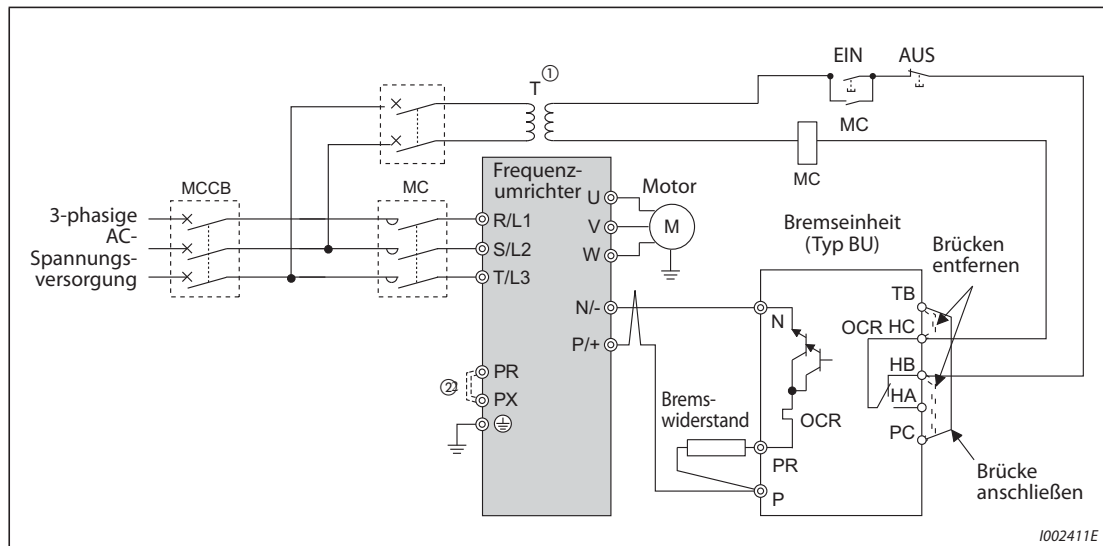 EIN
AUS
T ①
MC
MC
MCCB
MC
Frequenz-
umrichter
Motor
3-phasige
AC-
Spannungs-
versorgung
R/L1
S/L2
T/L3
U
V
W
M
Bremseinheit
(Typ BU)
Brücken
entfernen
N/-
P/+
N
TB
OCR
HC
HB
HA
PC
②
PR
PX
Brems-
widerstand
OCR
PR
P
Brücke
anschließen
I002411E